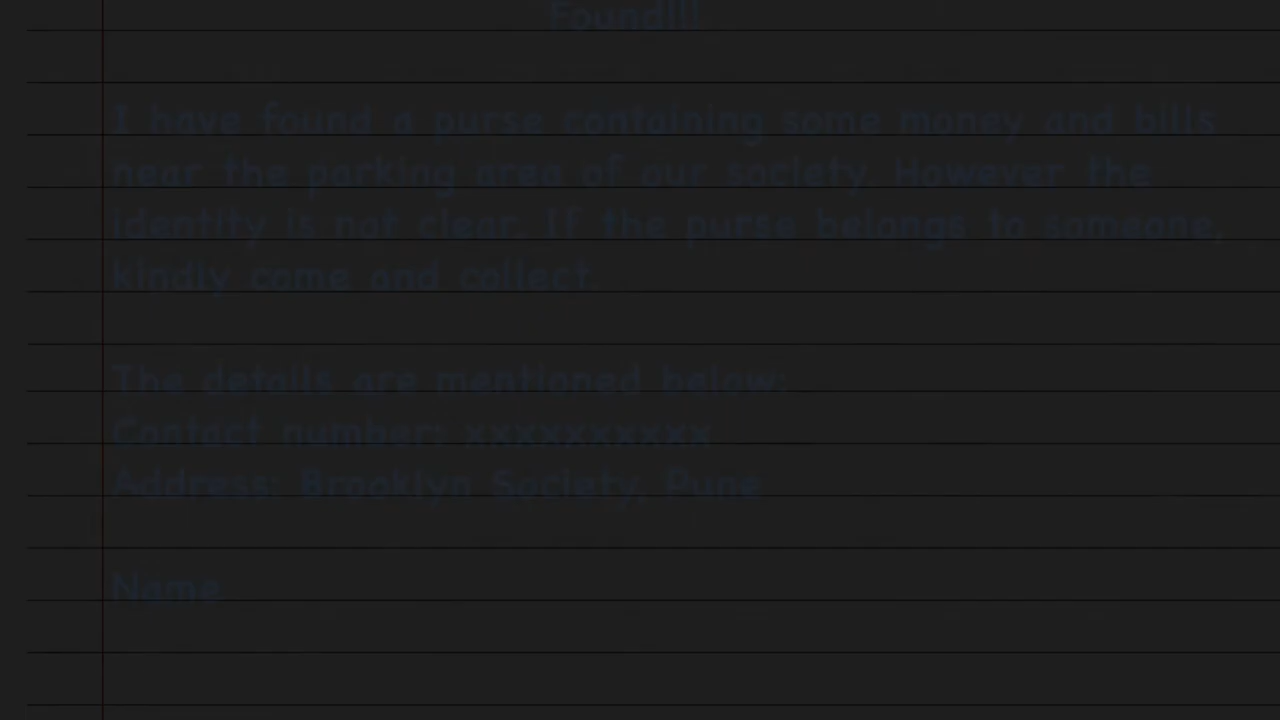 Found!!!
I have found a purse containing some money and bills
near the parking area of our society. However the
identity is not clear. If the purse belongs to someone,
kindly come and collect.
The details are mentioned below:
Contact number: xxxxxxxxxx
Address: Brooklyn Society, Pune
Name